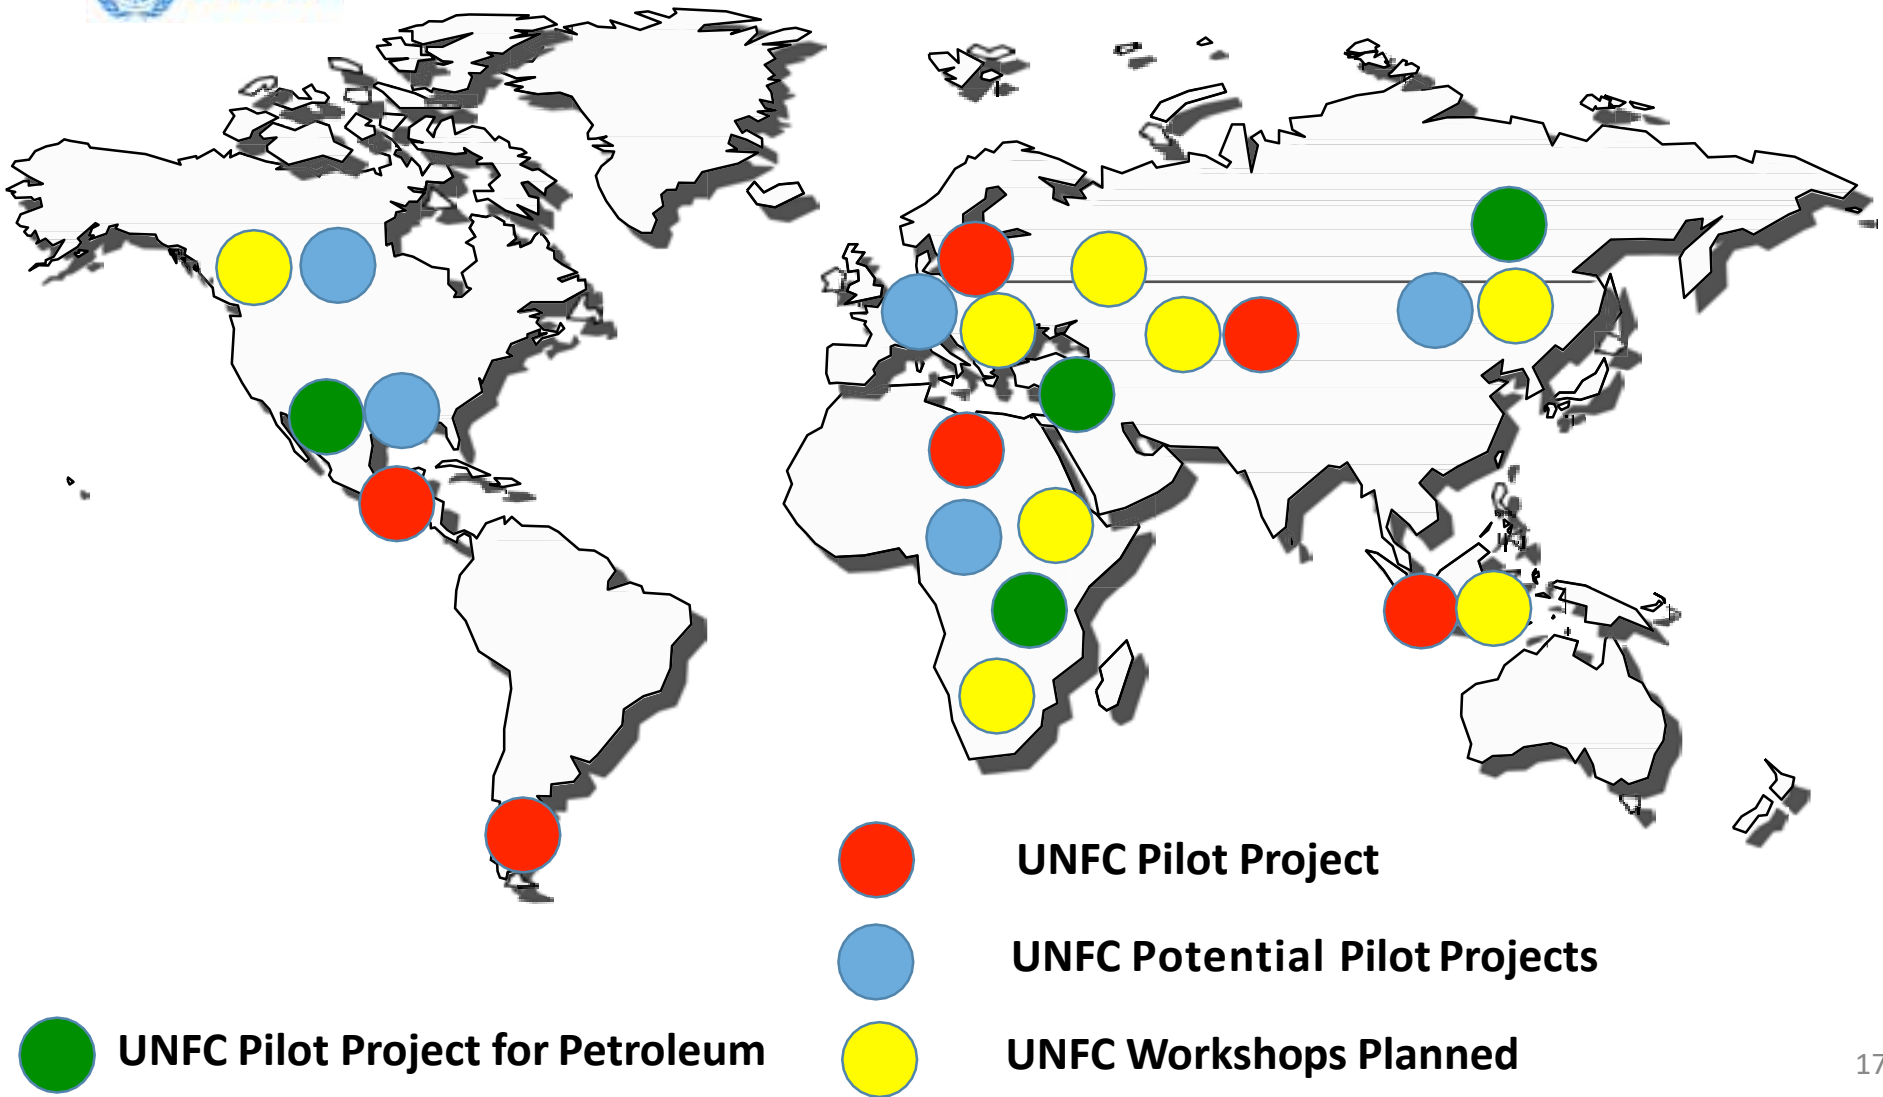 UNFC Pilot Project
UNFC Potential Pilot Projects
UNFC Pilot Project for Petroleum
UNFC Workshops Planned
17